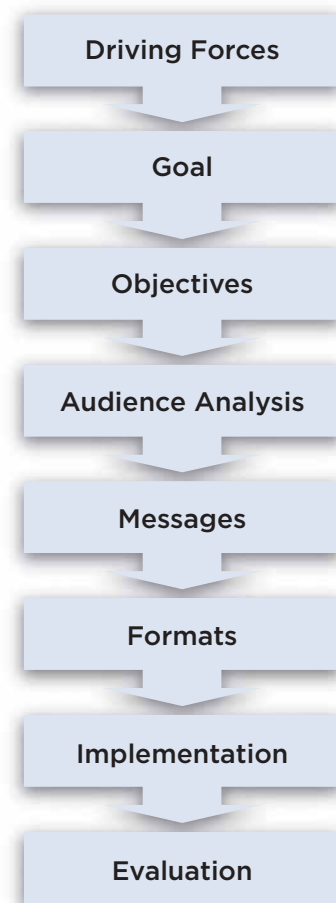 Driving Forces
Goal
Objectives
Audience Analysis
Messages
Formats
Implementation
Evaluation